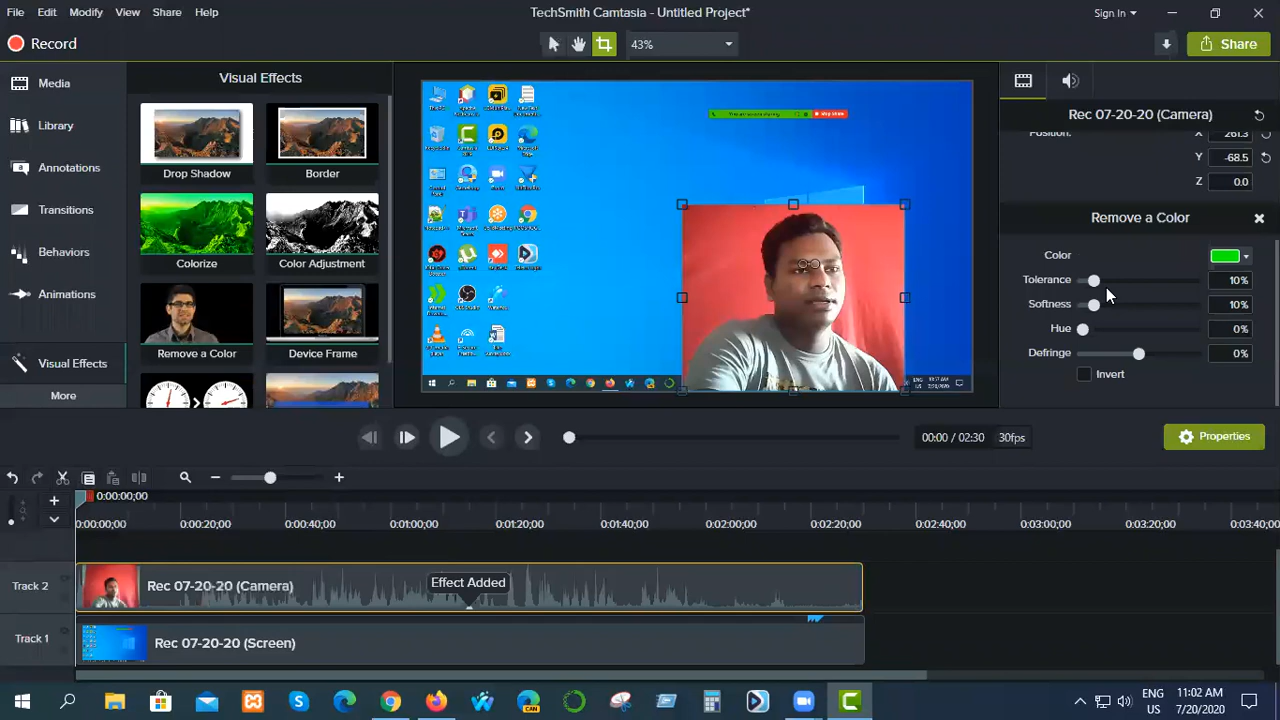 File Edit Modify View Share Help
TechSmith Camtasia - Untitled Project*
Sign In
Record
43%
Share
Media
Library
Annotations
Transitions
Behaviors
Animations
Visual Effects
More
Visual Effects
Drop Shadow
Border
Colorize
Color Adjustment
Remove a Color
Device Frame
Rec 07-20-20 (Camera)
Position: X 261.3
Y -68.5
Z 0.0
Remove a Color
Color
Tolerance 10%
Softness 10%
Hue 0%
Defringe 0%
Invert
00:00 / 02:30 30fps
Properties
0:00:00;00
0:00:00;00 0:00:20;00 0:00:40;00 0:01:00;00 0:01:20;00 0:01:40;00 0:02:00;00 0:02:20;00 0:02:40;00 0:03:00;00 0:03:20;00 0:03:40;00
Track 2
Rec 07-20-20 (Camera)
Effect Added
Track 1
Rec 07-20-20 (Screen)
ENG
US
11:02 AM
7/20/2020